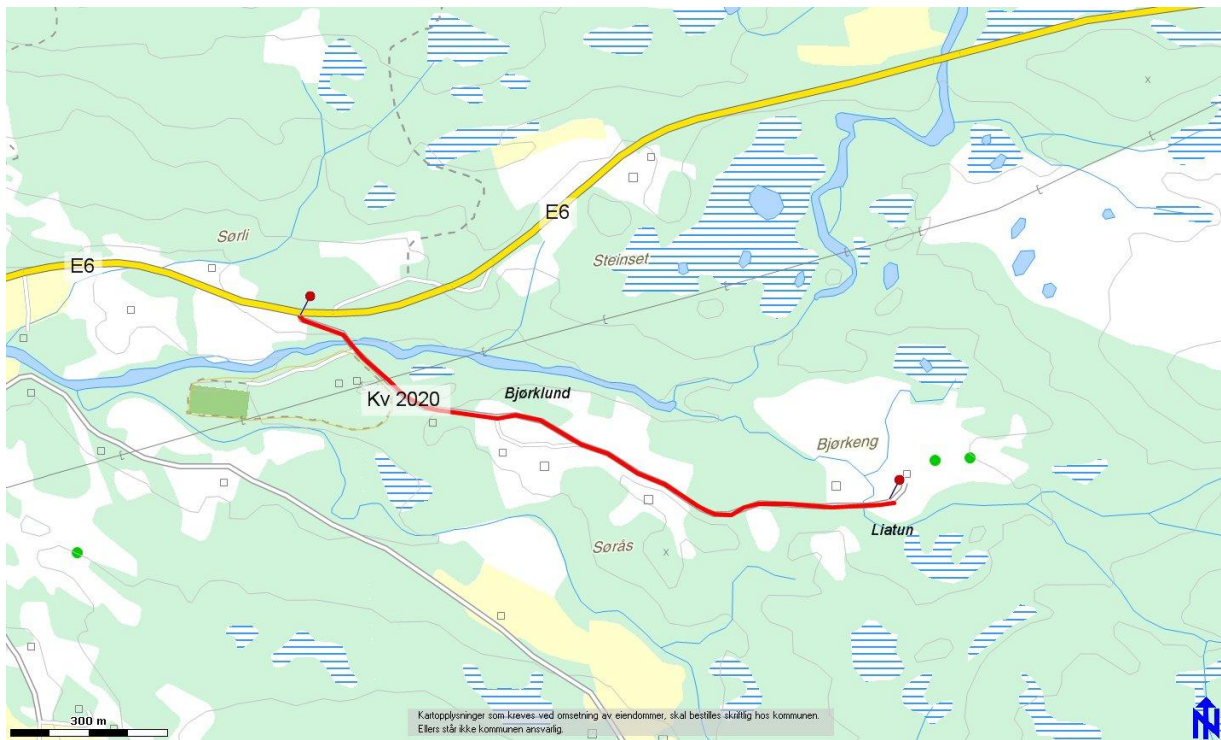 Sørli
E6
E6
Steinset
Kv 2020
Bjørklund
Bjørkeng
Liatun
Sørås
300 m
Kartopplysninger som kreves ved omsetning av eiendommer, skal bestilles skriftlig hos kommunen.
Ellers står ikke kommunen ansvarlig.
N